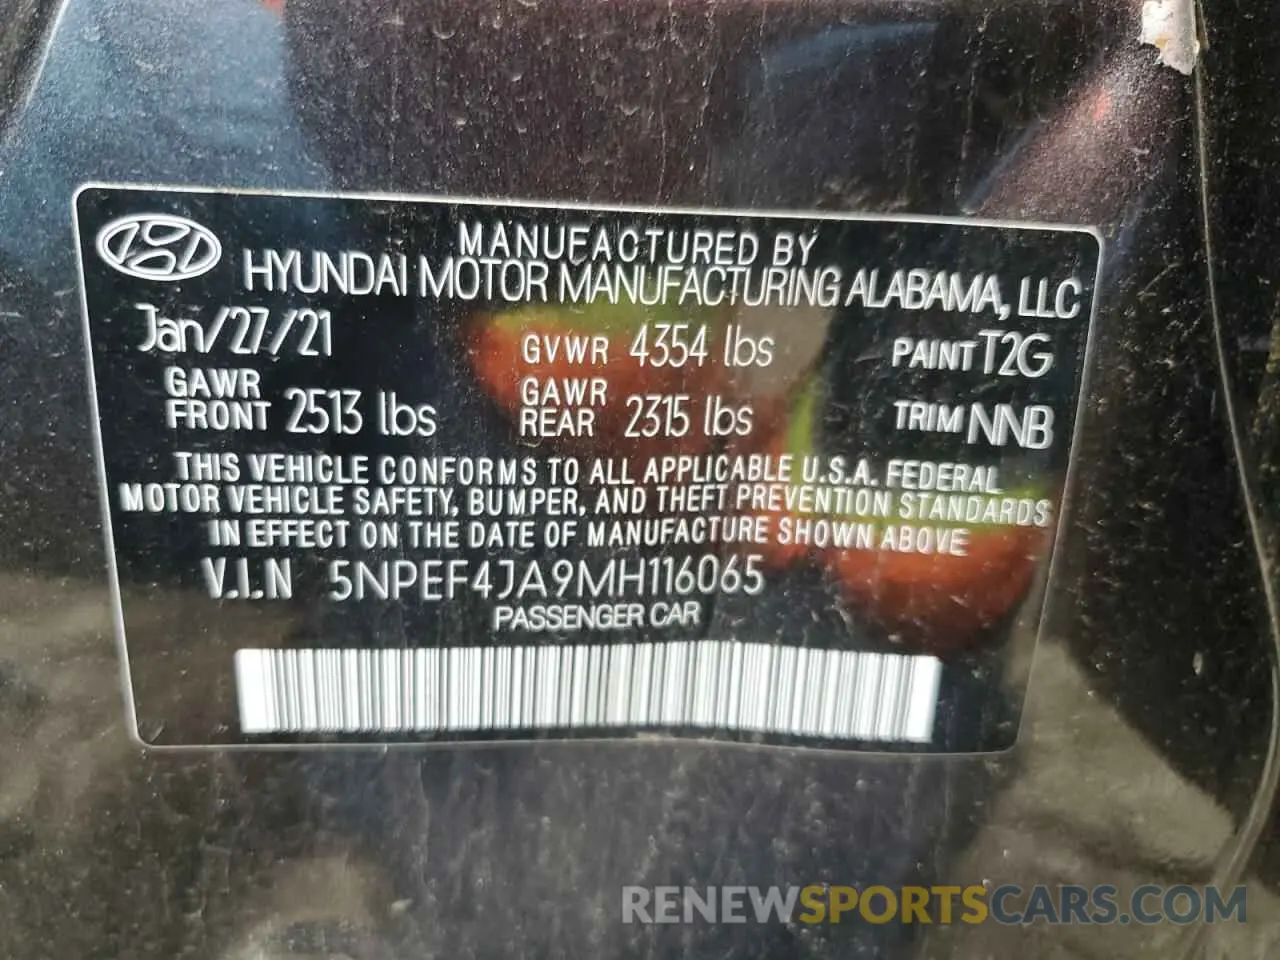 MANUFACTURED BY
HYUNDAI MOTOR MANUFACTURING ALABAMA, LLC
Jan/27/21 GVWR 4354 lbs PAINT T2G
GAWR FRONT 2513 lbs GAWR REAR 2315 lbs TRIM NNB
THIS VEHICLE CONFORMS TO ALL APPLICABLE U.S.A. FEDERAL
MOTOR VEHICLE SAFETY, BUMPER, AND THEFT PREVENTION STANDARDS
IN EFFECT ON THE DATE OF MANUFACTURE SHOWN ABOVE
V.I.N 5NPEF4JA9MH116065
PASSENGER CAR
RENEWSPORTSCARS.COM